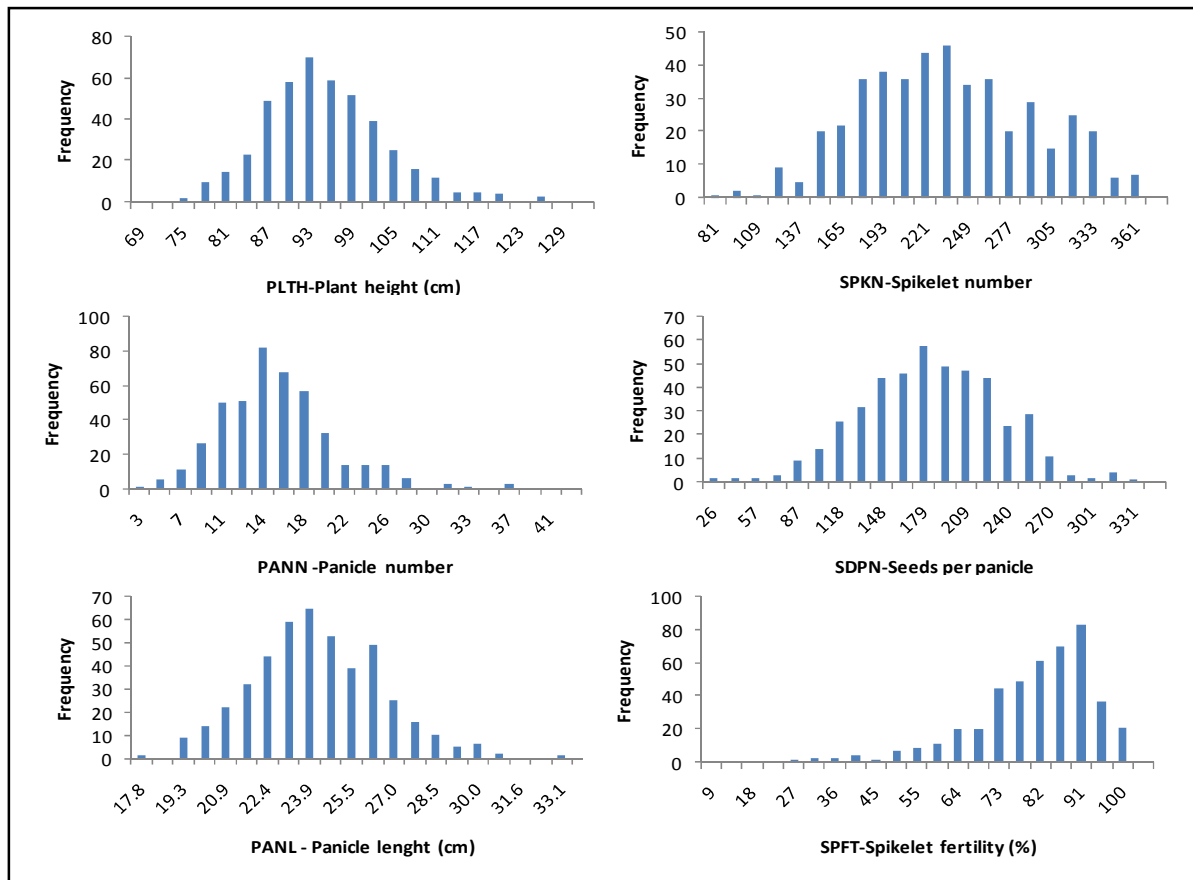 80
60
40
20
0
Frequency
69 75 81 87 93 99 105 111 117 123 129
PLTH-Plant height (cm)
50
40
30
20
10
0
Frequency
81 109 137 165 193 221 249 277 305 333 361
SPKN-Spikelet number
100
80
60
40
20
0
Frequency
3 7 11 14 18 22 26 30 33 37 41
PANN -Panicle number
70
60
50
40
30
20
10
0
Frequency
26 57 87 118 148 179 209 240 270 301 331
SDPN-Seeds per panicle
70
60
50
40
30
20
10
0
Frequency
17.8 19.3 20.9 22.4 23.9 25.5 27.0 28.5 30.0 31.6 33.1
PANL - Panicle lenght (cm)
100
80
60
40
20
0
Frequency
9 18 27 36 45 55 64 73 82 91 100
SPFT-Spikelet fertility (%)